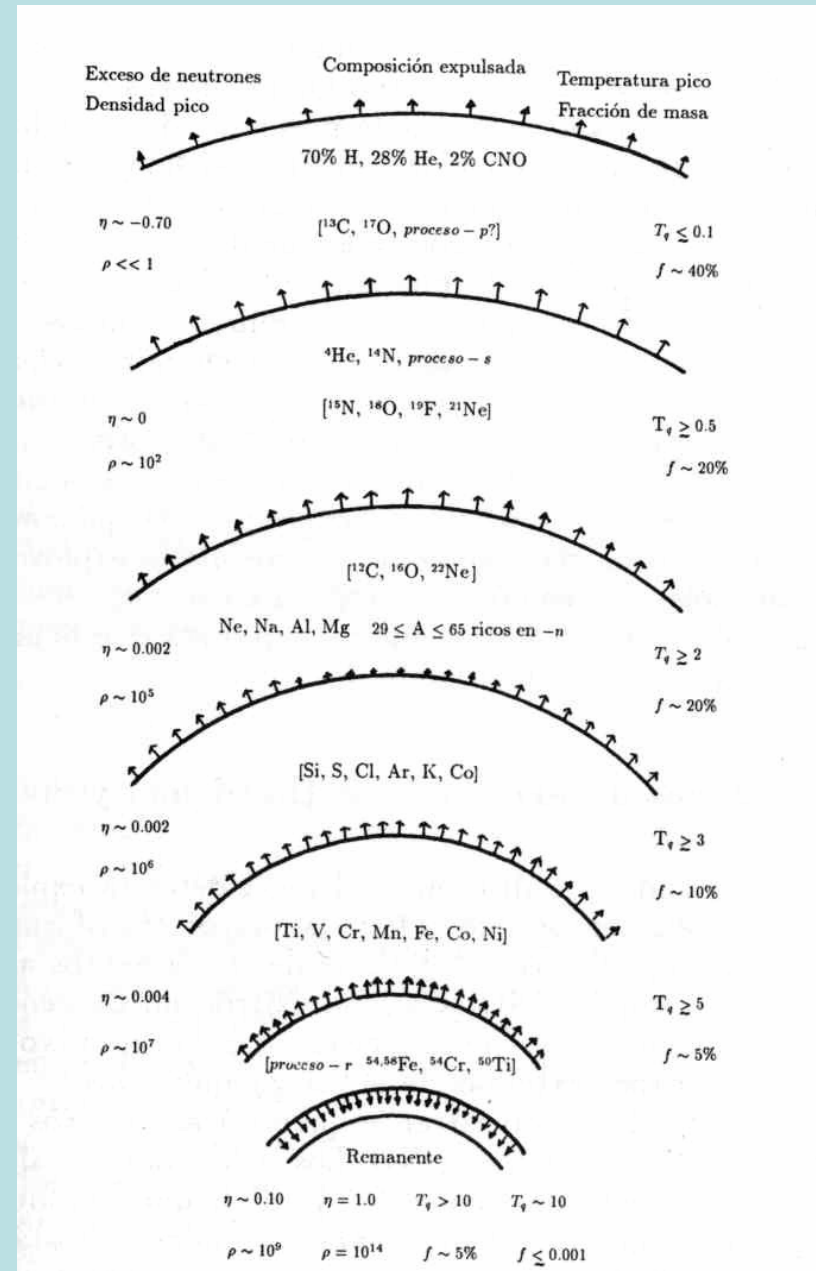 Exceso de neutrones Composición expulsada Temperatura pico
Densidad pico Fracción de masa
70% H, 28% He, 2% CNO
η ~ −0.70 [¹³C, ¹⁷O, proceso − p?] T₉ ≲ 0.1
ρ << 1 f ~ 40%
⁴He, ¹⁴N, proceso − s
η ~ 0 [¹⁵N, ¹⁸O, ¹⁹F, ²¹Ne] T₉ ≳ 0.5
ρ ~ 10² f ~ 20%
[¹²C, ¹⁶O, ²²Ne]
Ne, Na, Al, Mg 29 ≤ A ≤ 65 ricos en −n
η ~ 0.002 T₉ ≳ 2
ρ ~ 10⁵ f ~ 20%
[Si, S, Cl, Ar, K, Co]
η ~ 0.002 T₉ ≳ 3
ρ ~ 10⁶ f ~ 10%
[Ti, V, Cr, Mn, Fe, Co, Ni]
η ~ 0.004 T₉ ≳ 5
ρ ~ 10⁷ f ~ 5%
[proceso − r ⁵⁴,⁵⁸Fe, ⁵⁴Cr, ⁵⁰Ti]
Remanente
η ~ 0.10 η = 1.0 T₉ > 10 T₉ ~ 10
ρ ~ 10⁹ ρ = 10¹⁴ f ~ 5% f ≲ 0.001